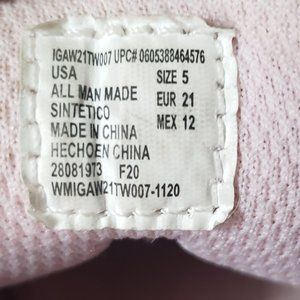 IGAW21TW007 UPC# 0605388464576
USA SIZE 5
ALL MAN MADE EUR 21
SINTETICO MEX 12
MADE IN CHINA
HECHOEN CHINA
28081973 F20
WMIGAW21TW007-1120